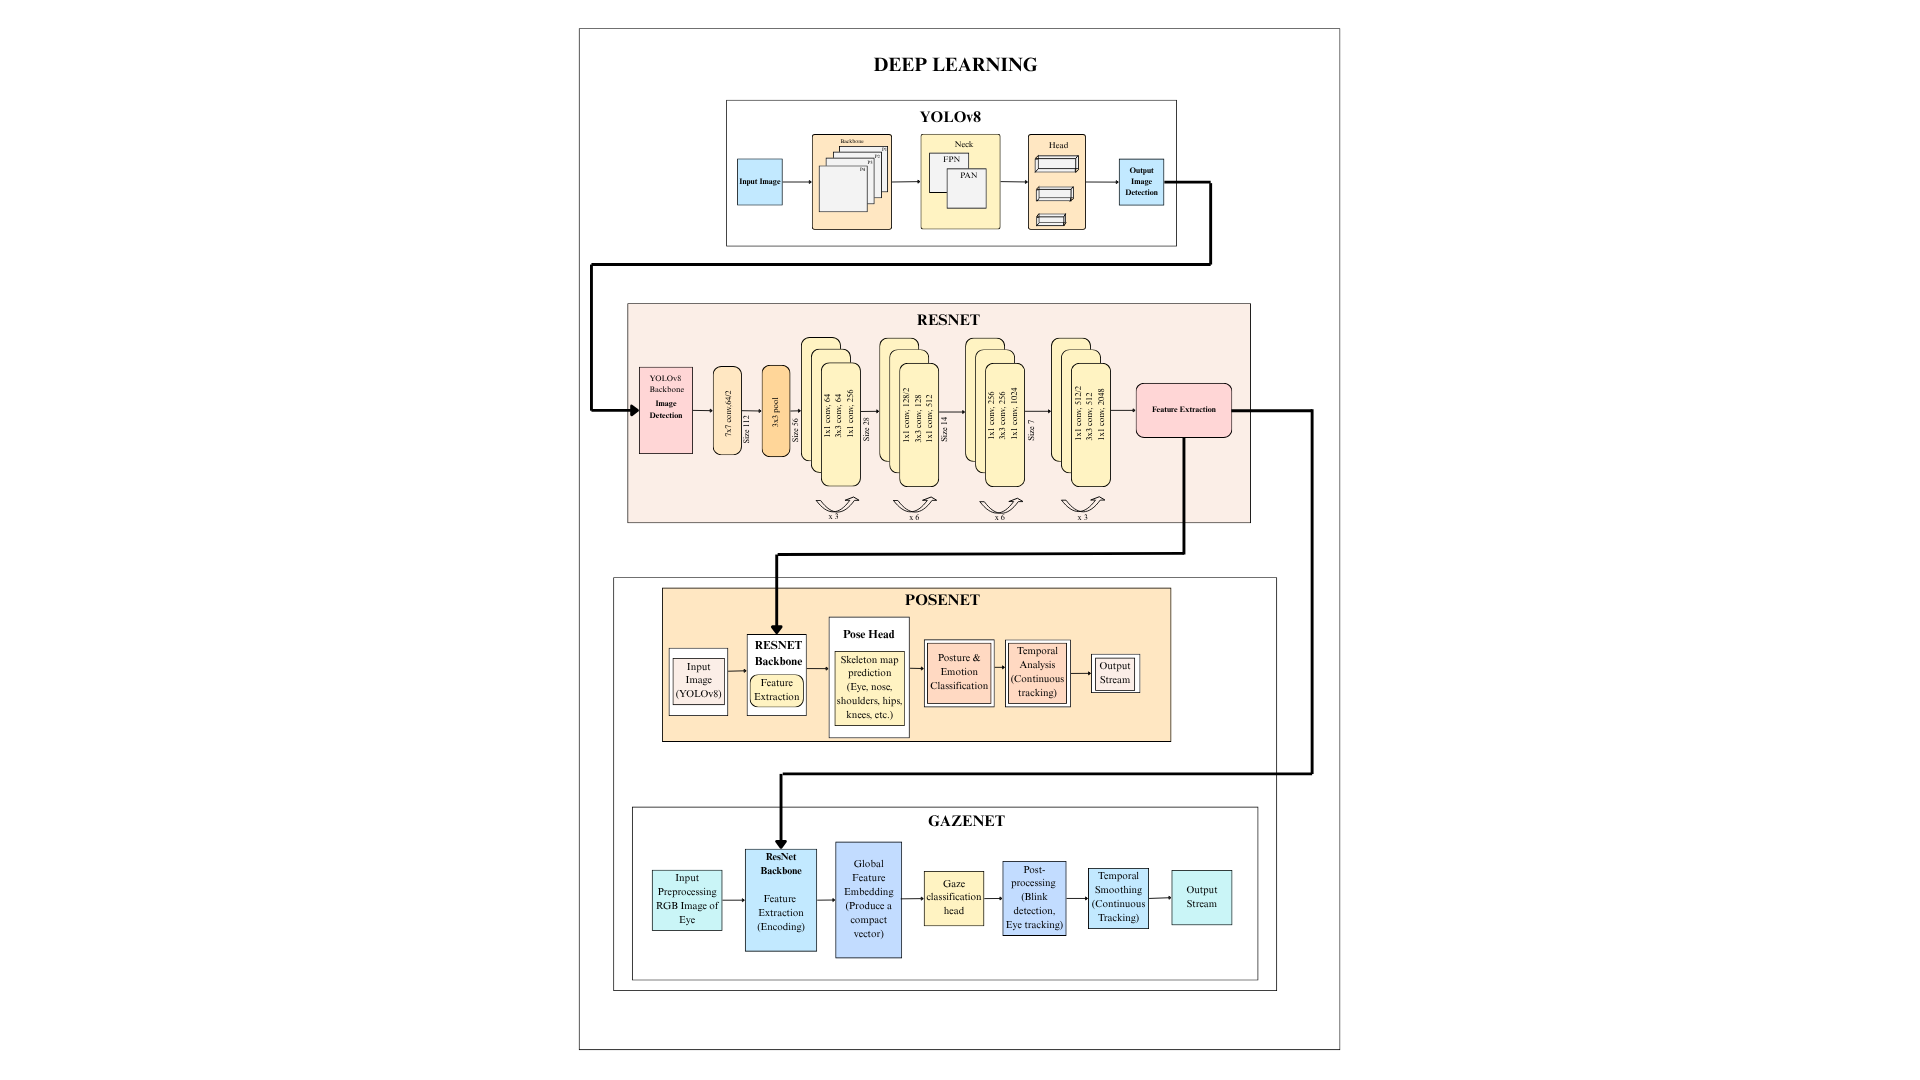 DEEP LEARNING
YOLOv8
Input Image
Backbone
P1
P2
P3
P4
Neck
FPN
PAN
Head
Output
Image
Detection
RESNET
YOLOv8
Backbone
Image
Detection
7x7 conv,64/2
Size 112
3x3 pool
Size 56
1x1 conv, 64
3x3 conv, 64
1x1 conv, 256
x 3
Size 28
1x1 conv, 128/2
3x3 conv, 128
1x1 conv, 512
x 6
Size 14
1x1 conv, 256
3x3 conv, 256
1x1 conv, 1024
x 6
Size 7
1x1 conv, 512/2
3x3 conv, 512
1x1 conv, 2048
x 3
Feature Extraction
POSENET
Input
Image
(YOLOv8)
RESNET
Backbone
Feature
Extraction
Pose Head
Skeleton map
prediction
(Eye, nose,
shoulders, hips,
knees, etc.)
Posture &
Emotion
Classification
Temporal
Analysis
(Continuous
tracking)
Output
Stream
GAZENET
Input
Preprocessing
RGB Image of
Eye
ResNet
Backbone
Feature
Extraction
(Encoding)
Global
Feature
Embedding
(Produce a
compact
vector)
Gaze
classification
head
Post-
processing
(Blink
detection,
Eye tracking)
Temporal
Smoothing
(Continuous
Tracking)
Output
Stream